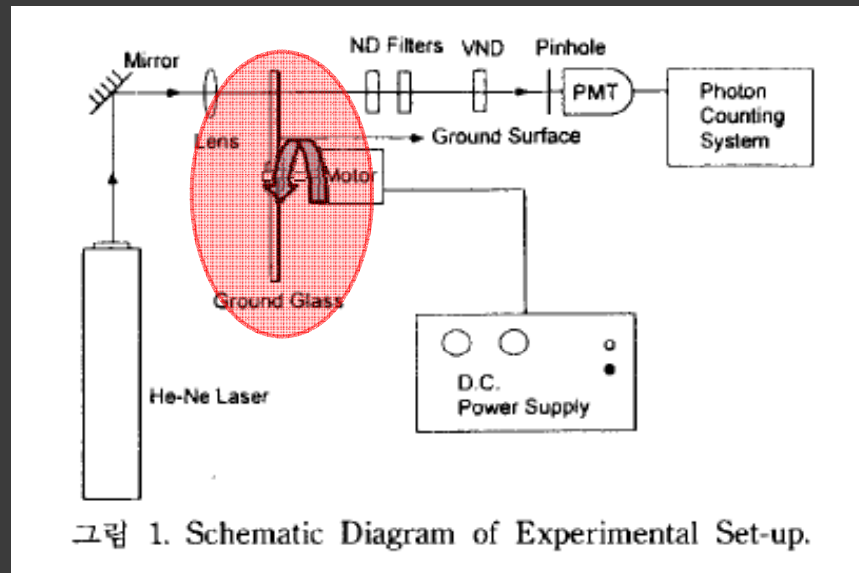 Mirror
ND Filters
VND
Pinhole
PMT
Photon
Counting
System
Lens
Ground Surface
Motor
Ground Glass
He-Ne Laser
D.C.
Power Supply
그림 1. Schematic Diagram of Experimental Set-up.